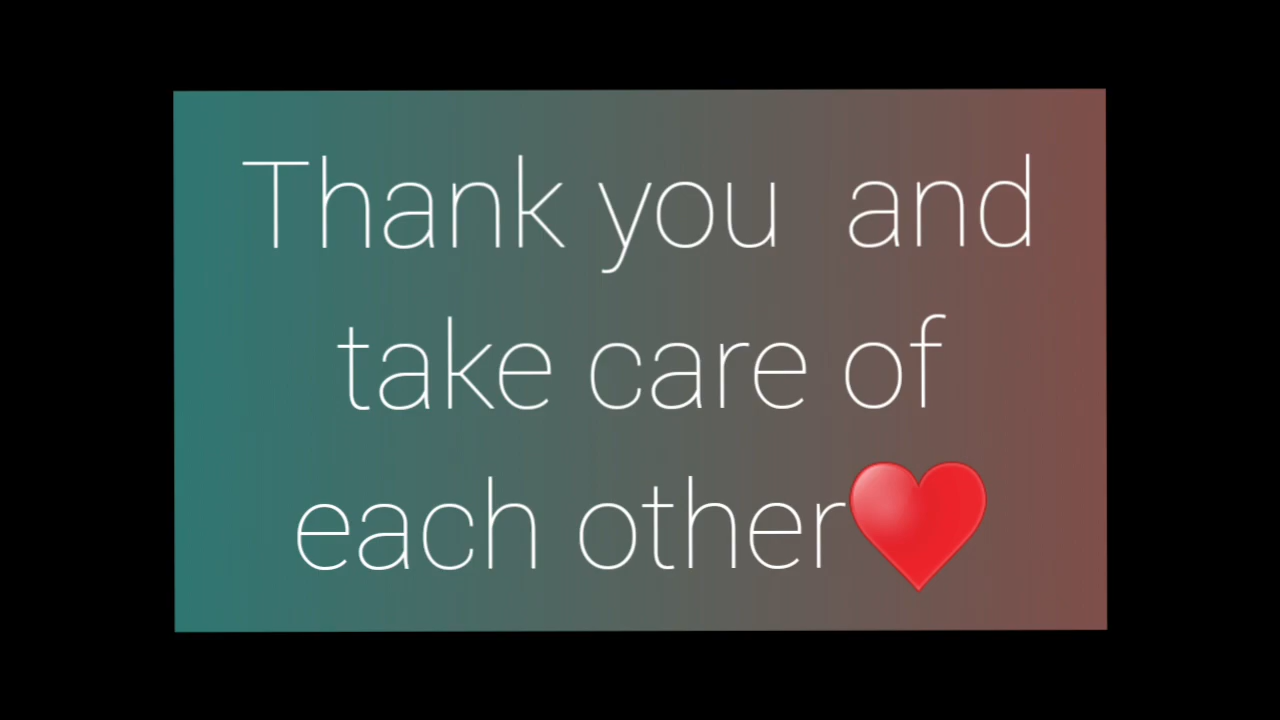 Thank you  and
take care of
each other❤️